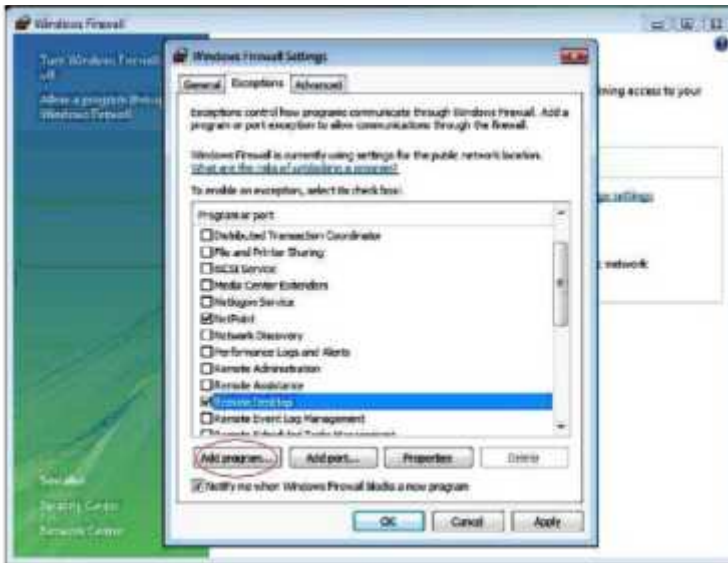 Windows Firewall
Turn Windows Firewall
off
Allow a program through
Windows Firewall
Windows Firewall Settings
General
Exceptions
Advanced
Exceptions control how programs communicate through Windows Firewall. Add a
program or port exception to allow communications through the firewall.
Windows Firewall is currently using settings for the public network location.
What are the risks of unblocking a program?
To enable an exception, select its check box:
Program or port
Distributed Transaction Coordinator
File and Printer Sharing
iSCSI Service
Media Center Extenders
Netlogon Service
NetPoint
Network Discovery
Performance Logs and Alerts
Remote Administration
Remote Assistance
Remote Desktop
Remote Event Log Management
Remote Scheduled Tasks Management
Add program...
Add port...
Properties
Delete
Notify me when Windows Firewall blocks a new program
OK
Cancel
Apply
ning access to your
settings
network
See also
Security Center
Network Center